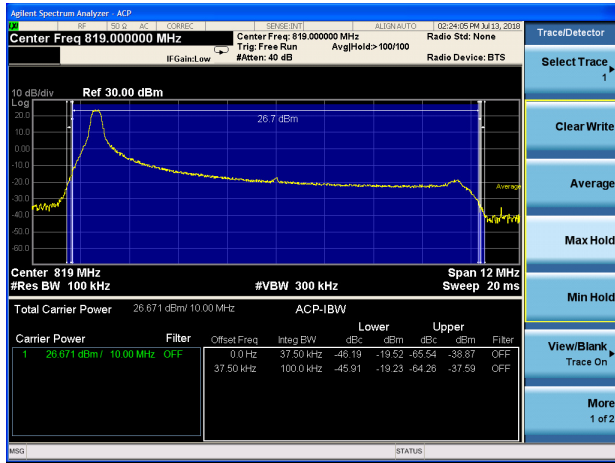 Agilent Spectrum Analyzer - ACP
LXI RF 50 Ω AC CORREC SENSE:INT ALIGN AUTO 02:24:05 PM Jul 13, 2018
Center Freq 819.000000 MHz
Center Freq: 819.000000 MHz
Radio Std: None
Trig: Free Run Avg|Hold:> 100/100
IFGain:Low #Atten: 40 dB Radio Device: BTS
10 dB/div Ref 30.00 dBm
Log
20.0
10.0
0.00
-10.0
-20.0
-30.0
-40.0
-50.0
-60.0
26.7 dBm
Average
Center 819 MHz Span 12 MHz
#Res BW 100 kHz #VBW 300 kHz Sweep 20 ms
Total Carrier Power 26.671 dBm/ 10.00 MHz ACP-IBW
Lower Upper
Carrier Power Filter Offset Freq Integ BW dBc dBm dBc dBm Filter
1 26.671 dBm / 10.00 MHz OFF 0.0 Hz 37.50 kHz -46.19 -19.52 -65.54 -38.87 OFF
37.50 kHz 100.0 kHz -45.91 -19.23 -64.26 -37.59 OFF
MSG STATUS
Trace/Detector
Select Trace
1
Clear Write
Average
Max Hold
Min Hold
View/Blank
Trace On
More
1 of 2